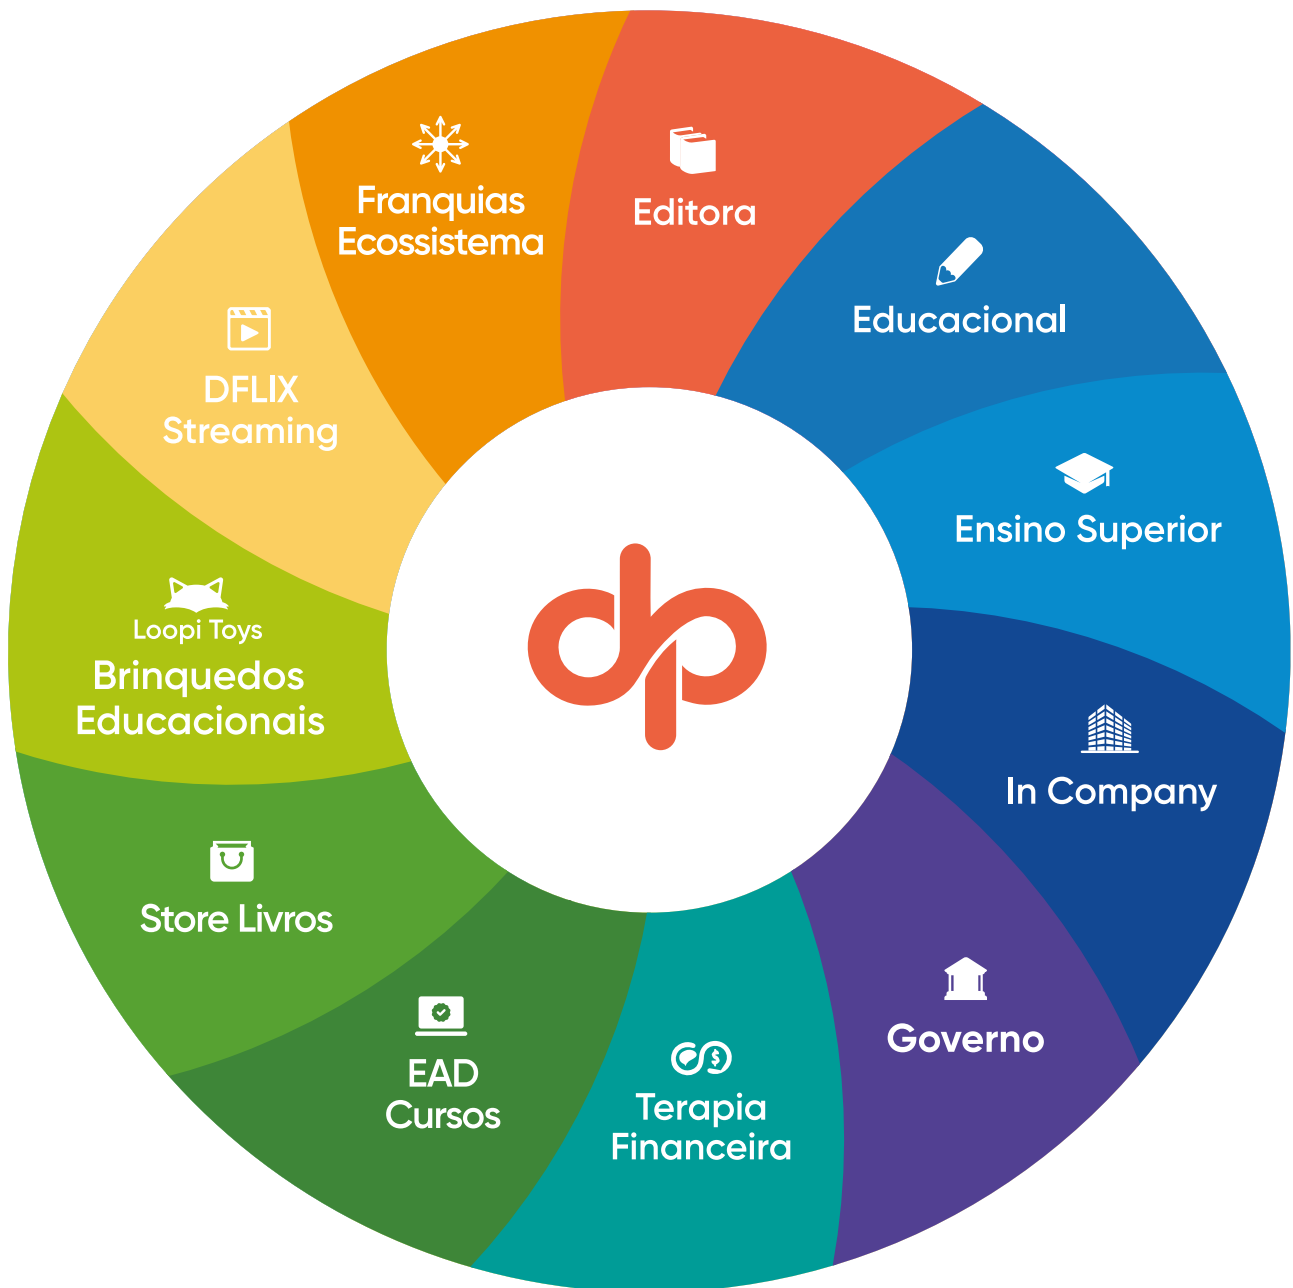 Editora
Educacional
Ensino Superior
In Company
Governo
Terapia
Financeira
EAD
Cursos
Store Livros
Loopi Toys
Brinquedos
Educacionais
DFLIX
Streaming
Franquias
Ecossistema
dp